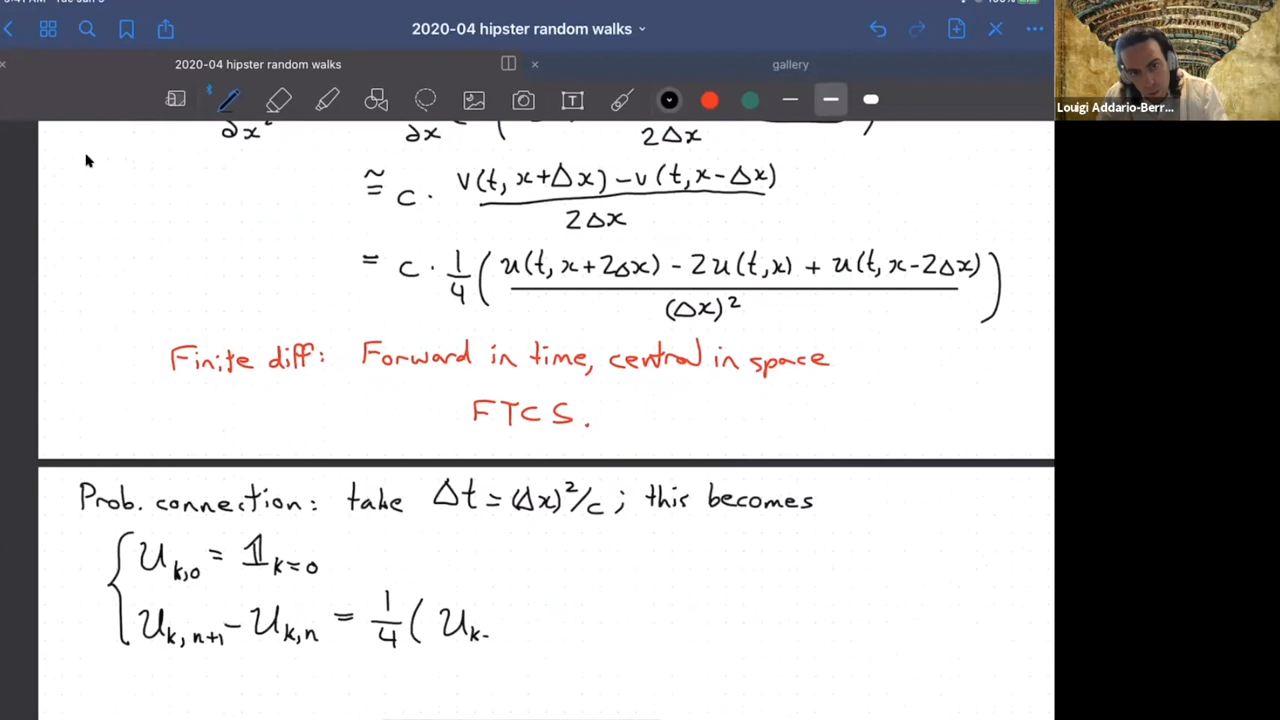 2020-04 hipster random walks
2020-04 hipster random walks
gallery
Louigi Addario-Berr...
∂x² ∂x 2Δx
≅ c · v(t, x+Δx) - v(t, x-Δx)
2Δx
= c · 1/4 ( u(t, x+2Δx) - 2u(t,x) + u(t, x-2Δx) )
(Δx)²
Finite diff: Forward in time, central in space
FTCS.
Prob. connection: take Δt = (Δx)²/c ; this becomes
{ U_{k,0} = 𝟙_{k=0}
U_{k,n+1} - U_{k,n} = 1/4 ( U_{k-